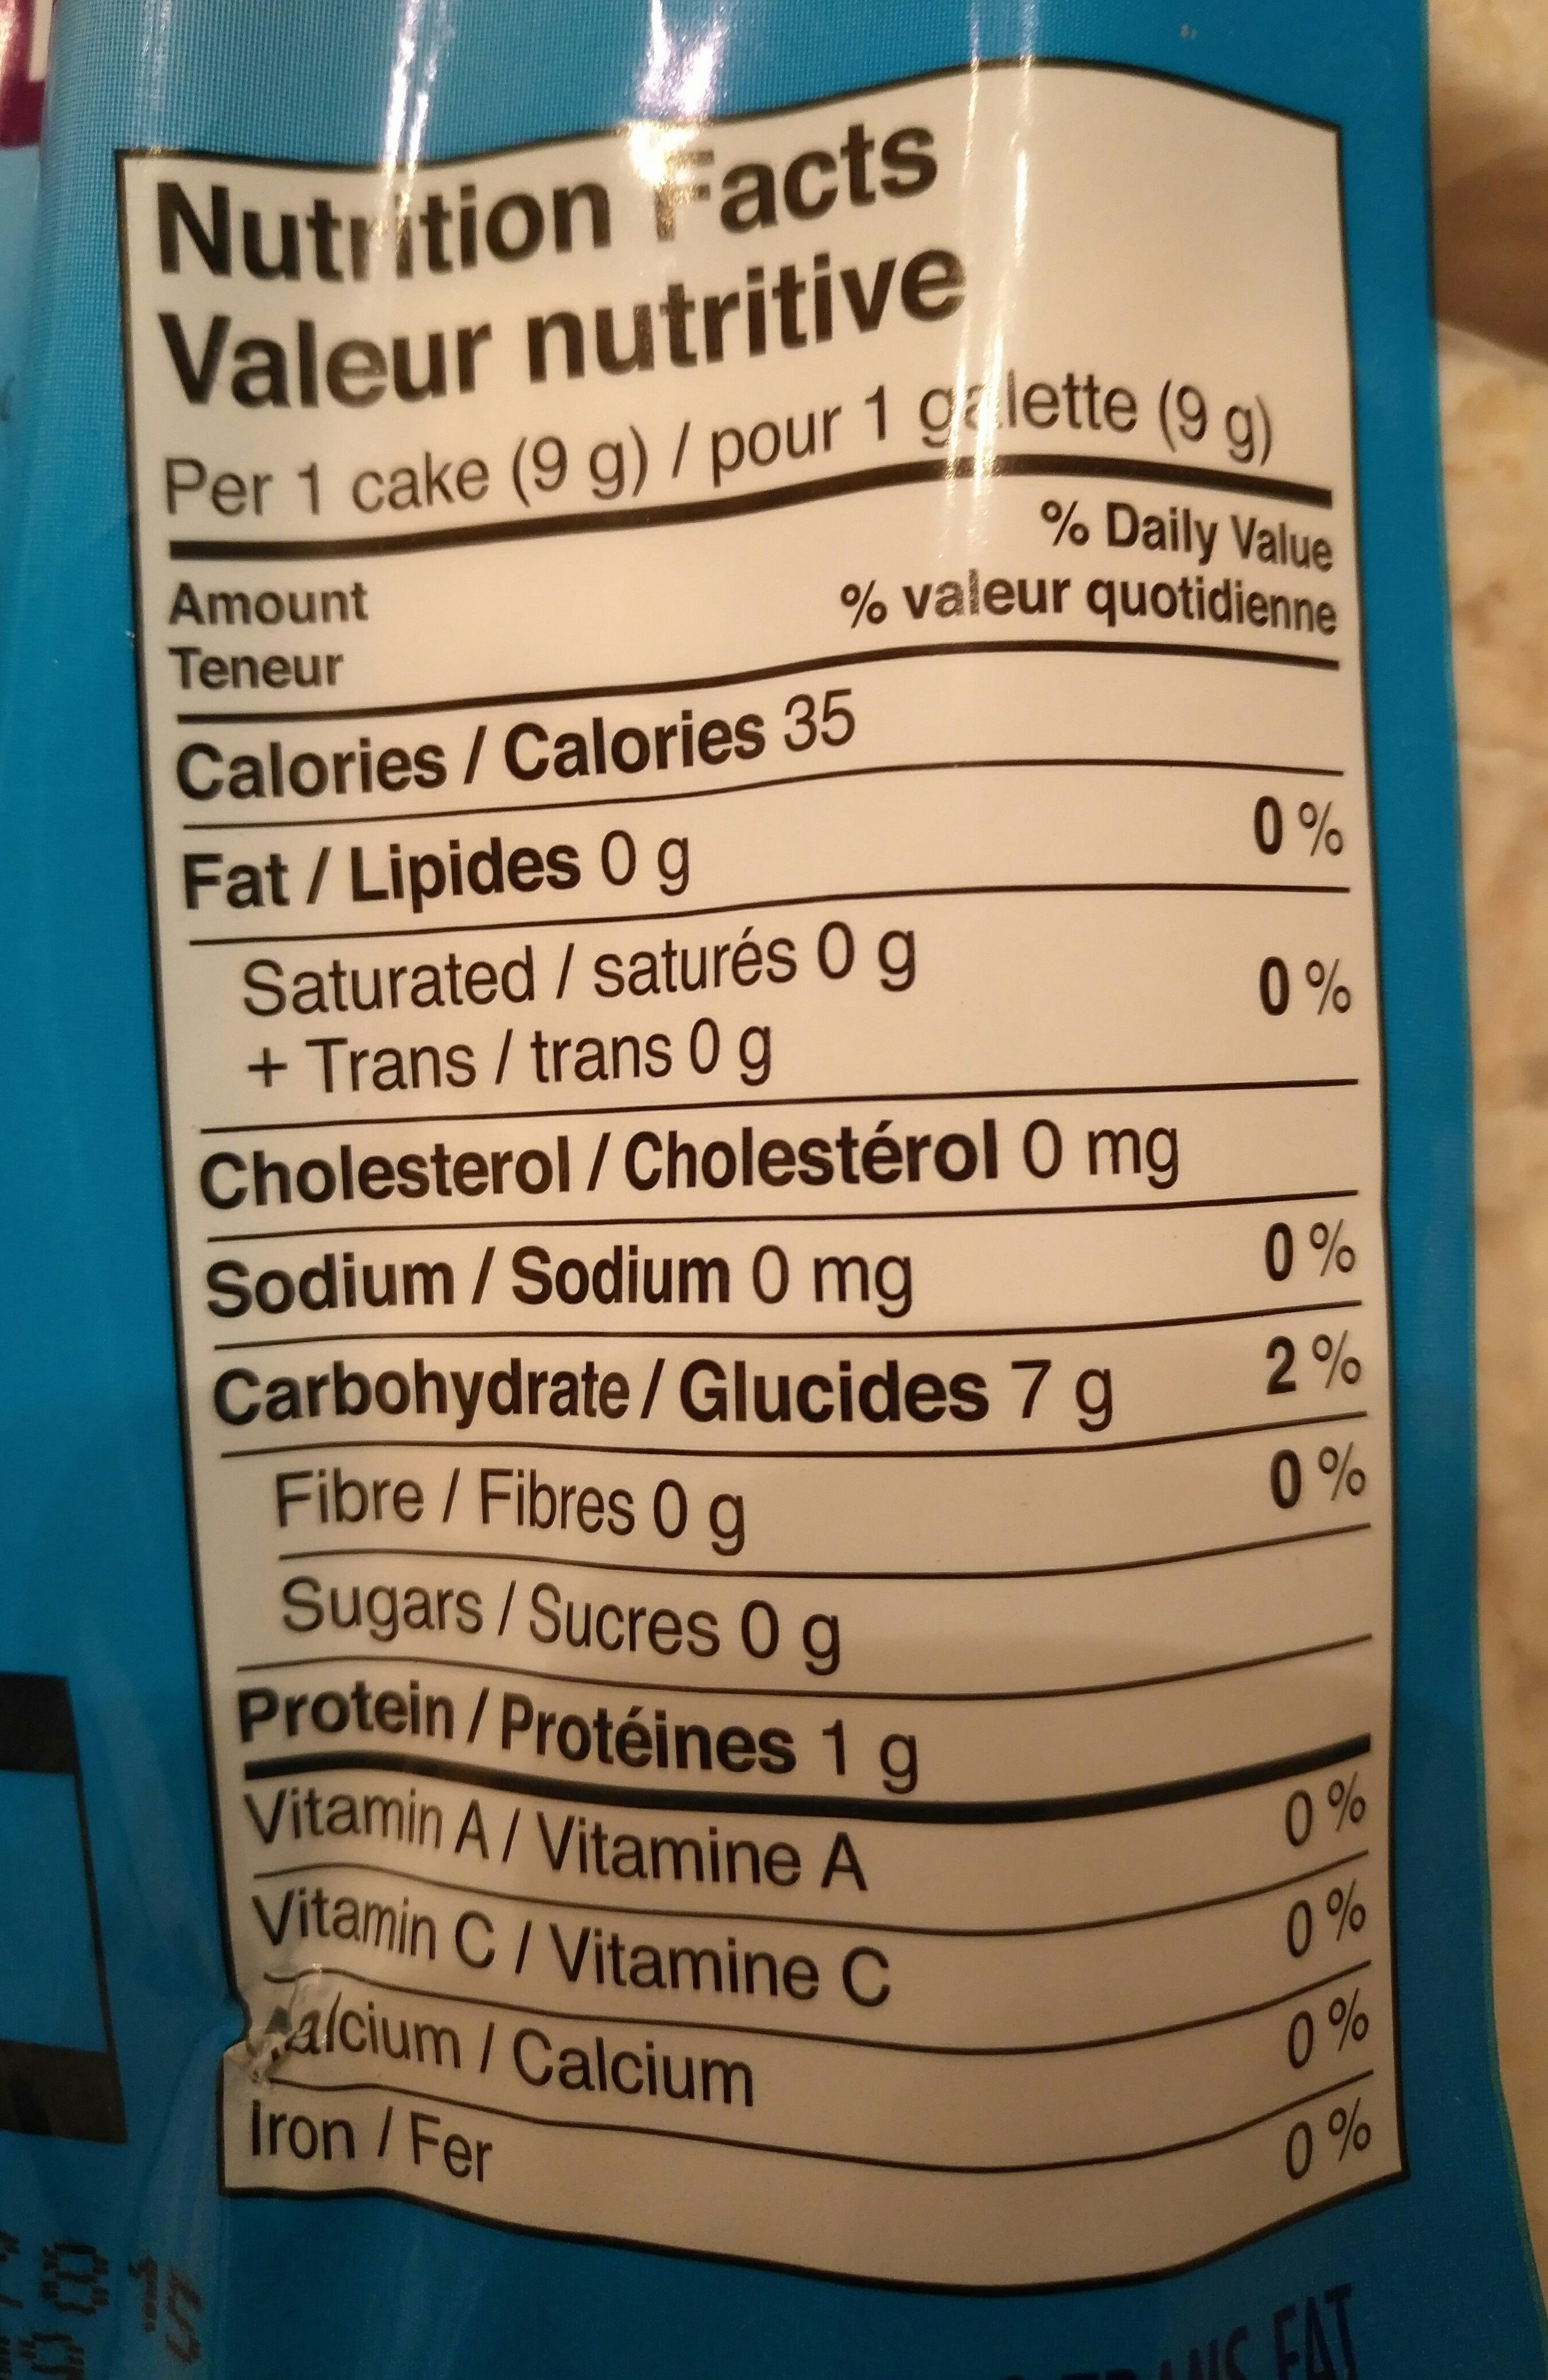 Nutrition Facts
Valeur nutritive
Per 1 cake (9 g) / pour 1 galette (9 g)
% Daily Value
Amount % valeur quotidienne
Teneur
Calories / Calories 35
Fat / Lipides 0 g 0 %
Saturated / saturés 0 g
+ Trans / trans 0 g 0 %
Cholesterol / Cholestérol 0 mg
Sodium / Sodium 0 mg 0 %
Carbohydrate / Glucides 7 g 2 %
Fibre / Fibres 0 g 0 %
Sugars / Sucres 0 g
Protein / Protéines 1 g
Vitamin A / Vitamine A 0 %
Vitamin C / Vitamine C 0 %
Calcium / Calcium 0 %
Iron / Fer 0 %
TRANS FAT